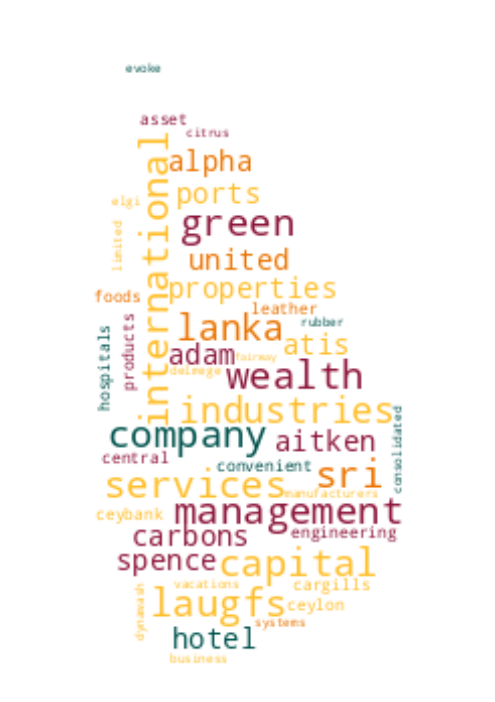 evoke
asset
citrus
international
alpha
elgi
ports
green
limited
united
properties
foods
leather
lanka
rubber
products
hospitals
adam
fairway
atis
delmege
wealth
industries
company
aitken
consolidated
central
convenient
sri
services
manufacturers
ceybank
management
carbons
engineering
spence
capital
vacations
cargills
dynawash
laugfs
ceylon
systems
hotel
business